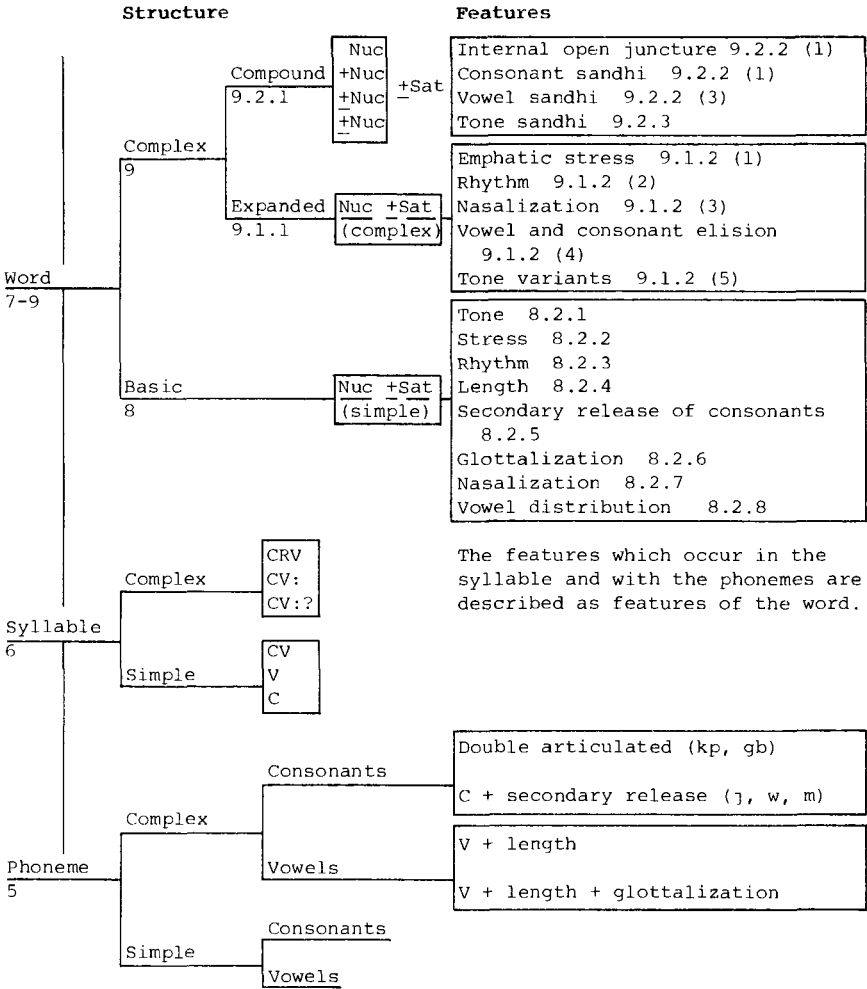 Structure Features
Nuc
+Nuc
±Nuc
±Nuc
±Sat
Compound
9.2.1
Internal open juncture 9.2.2 (1)
Consonant sandhi 9.2.2 (1)
Vowel sandhi 9.2.2 (3)
Tone sandhi 9.2.3
Complex
9
Expanded
9.1.1
Nuc ±Sat
(complex)
Emphatic stress 9.1.2 (1)
Rhythm 9.1.2 (2)
Nasalization 9.1.2 (3)
Vowel and consonant elision
9.1.2 (4)
Tone variants 9.1.2 (5)
Word
7-9
Basic
8
Nuc ±Sat
(simple)
Tone 8.2.1
Stress 8.2.2
Rhythm 8.2.3
Length 8.2.4
Secondary release of consonants
8.2.5
Glottalization 8.2.6
Nasalization 8.2.7
Vowel distribution 8.2.8
The features which occur in the
syllable and with the phonemes are
described as features of the word.
Syllable
6
Complex
CRV
CV:
CV:?
Simple
CV
V
C
Phoneme
5
Complex
Consonants
Double articulated (kp, gb)
C + secondary release (ȷ, w, m)
Vowels
V + length
V + length + glottalization
Simple
Consonants
Vowels